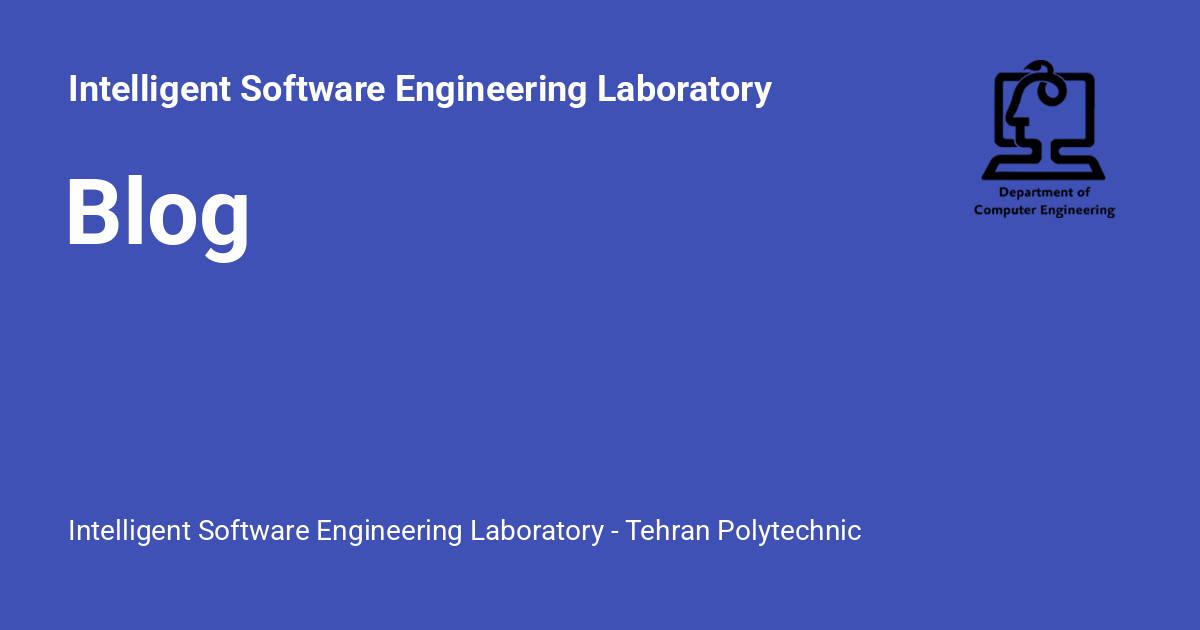 Intelligent Software Engineering Laboratory
Blog
Department of
Computer Engineering
Intelligent Software Engineering Laboratory - Tehran Polytechnic